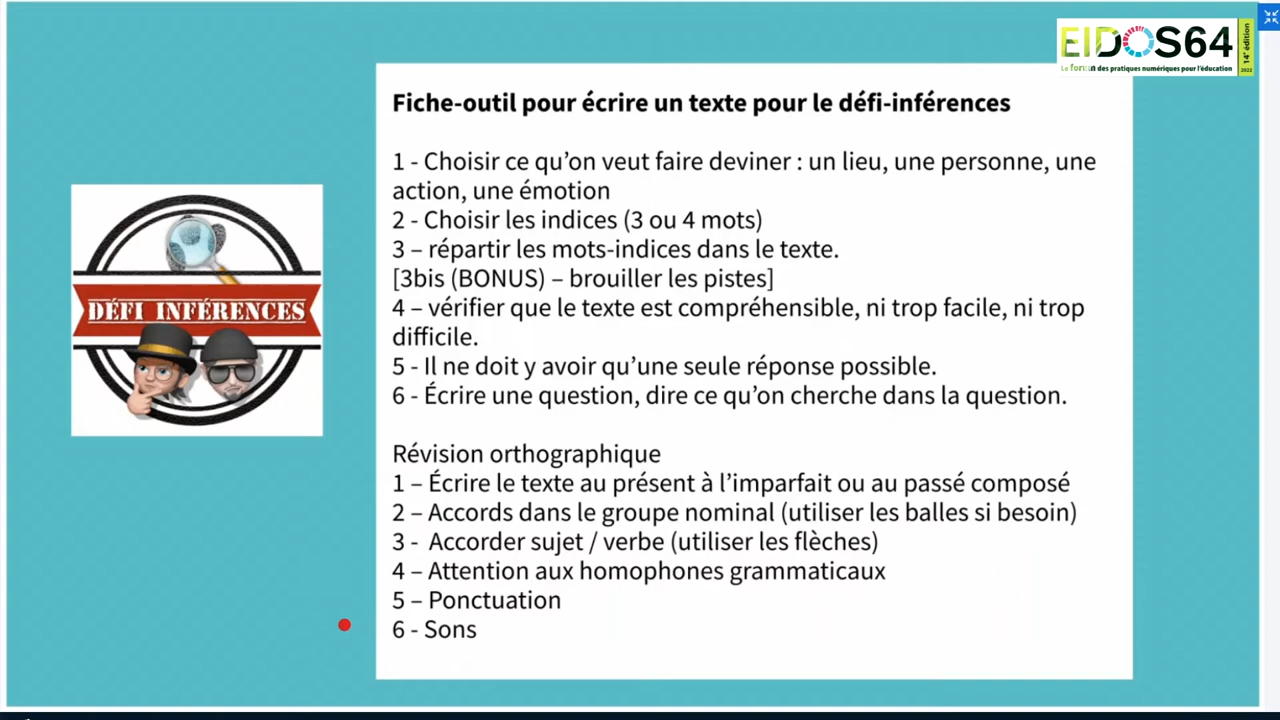 EIDOS64
Le forum des pratiques numériques pour l'éducation
14e édition
2022
Fiche-outil pour écrire un texte pour le défi-inférences
1 - Choisir ce qu’on veut faire deviner : un lieu, une personne, une
action, une émotion
2 - Choisir les indices (3 ou 4 mots)
3 – répartir les mots-indices dans le texte.
[3bis (BONUS) – brouiller les pistes]
4 – vérifier que le texte est compréhensible, ni trop facile, ni trop
difficile.
5 - Il ne doit y avoir qu’une seule réponse possible.
6 - Écrire une question, dire ce qu’on cherche dans la question.
DÉFI INFÉRENCES
Révision orthographique
1 – Écrire le texte au présent à l’imparfait ou au passé composé
2 – Accords dans le groupe nominal (utiliser les balles si besoin)
3 -  Accorder sujet / verbe (utiliser les flèches)
4 – Attention aux homophones grammaticaux
5 – Ponctuation
6 - Sons